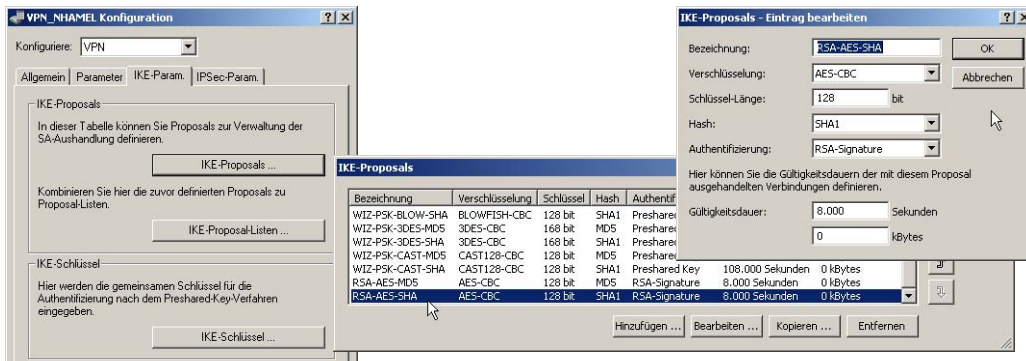 VPN_NHAMEL Konfiguration
Konfiguriere: VPN
Allgemein Parameter IKE-Param. IPSec-Param.
IKE-Proposals
In dieser Tabelle können Sie Proposals zur Verwaltung der
SA-Aushandlung definieren.
IKE-Proposals ...
Kombinieren Sie hier die zuvor definierten Proposals zu
Proposal-Listen.
IKE-Proposal-Listen ...
IKE-Schlüssel
Hier werden die gemeinsamen Schlüssel für die
Authentifizierung nach dem Preshared-Key-Verfahren
eingegeben.
IKE-Schlüssel ...
IKE-Proposals
Bezeichnung Verschlüsselung Schlüssel Hash Authentif
WIZ-PSK-BLOW-SHA BLOWFISH-CBC 128 bit SHA1 Preshared
WIZ-PSK-3DES-MD5 3DES-CBC 168 bit MD5 Preshared
WIZ-PSK-3DES-SHA 3DES-CBC 168 bit SHA1 Preshared
WIZ-PSK-CAST-MD5 CAST128-CBC 128 bit MD5 Preshared
WIZ-PSK-CAST-SHA CAST128-CBC 128 bit SHA1 Preshared Key 108.000 Sekunden 0 kBytes
RSA-AES-MD5 AES-CBC 128 bit MD5 RSA-Signature 8.000 Sekunden 0 kBytes
RSA-AES-SHA AES-CBC 128 bit SHA1 RSA-Signature 8.000 Sekunden 0 kBytes
Hinzufügen ... Bearbeiten ... Kopieren ... Entfernen
IKE-Proposals - Eintrag bearbeiten
Bezeichnung: RSA-AES-SHA OK
Verschlüsselung: AES-CBC Abbrechen
Schlüssel-Länge: 128 bit
Hash: SHA1
Authentifizierung: RSA-Signature
Hier können Sie die Gültigkeitsdauern der mit diesem Proposal
ausgehandelten Verbindungen definieren.
Gültigkeitsdauer: 8.000 Sekunden
0 kBytes